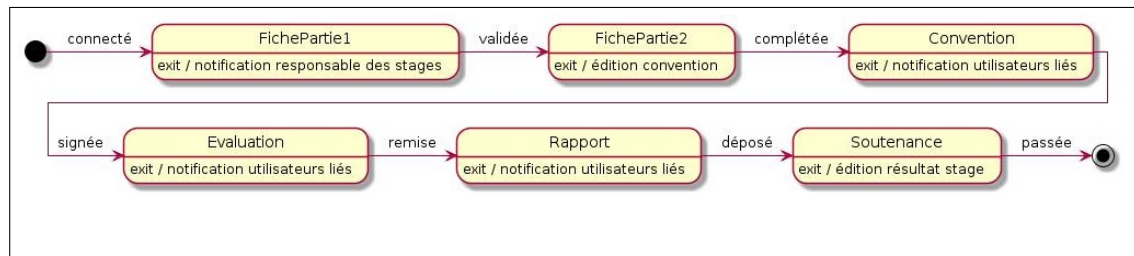 connecté
FichePartie1
exit / notification responsable des stages
validée
FichePartie2
exit / édition convention
complétée
Convention
exit / notification utilisateurs liés
signée
Evaluation
exit / notification utilisateurs liés
remise
Rapport
exit / notification utilisateurs liés
déposé
Soutenance
exit / édition résultat stage
passée